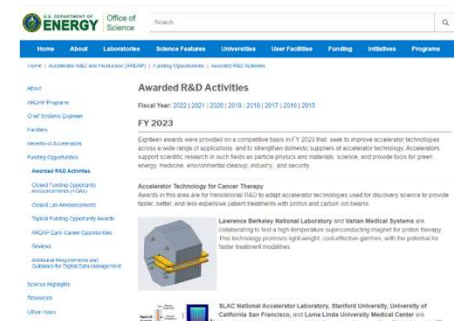 U.S. DEPARTMENT OF
ENERGY
Office of
Science
Search
Home About Laboratories Science Features Universities User Facilities Funding Initiatives Programs
Home | Accelerator R&D and Production (ARDAP) | Funding Opportunities | Awarded R&D Activities
About
ARDAP Programs
Chief Systems Engineer
Facilities
Benefits of Accelerators
Funding Opportunities
Awarded R&D Activities
Closed Funding Opportunity
Announcements (FOAs)
Closed Lab Announcements
Topical Funding Opportunity Awards
ARDAP Early Career Opportunities
Reviews
Additional Requirements and
Guidance for Digital Data Management
Science Highlights
Resources
Office Hours
Awarded R&D Activities
Fiscal Year: 2022 | 2021 | 2020 | 2019 | 2018 | 2017 | 2016 | 2015
FY 2023
Eighteen awards were provided on a competitive basis in FY 2023 that seek to improve accelerator technologies
across a wide range of applications and to strengthen domestic suppliers of accelerator technology. Accelerators
support scientific research in such fields as particle physics and materials science, and provide tools for green
energy, medicine, environmental cleanup, industry, and security.
Accelerator Technology for Cancer Therapy
Awards in this area are for translational R&D to adapt accelerator technologies used for discovery science to provide
faster, better, and less expensive patient treatments with proton and carbon-ion beams.
Lawrence Berkeley National Laboratory and Varian Medical Systems are
collaborating to test a high-temperature superconducting magnet for proton therapy.
This technology promises light-weight, cost-effective gantries, with the potential for
faster treatment modalities.
SLAC National Accelerator Laboratory, Stanford University, University of
California San Francisco, and Loma Linda University Medical Center are